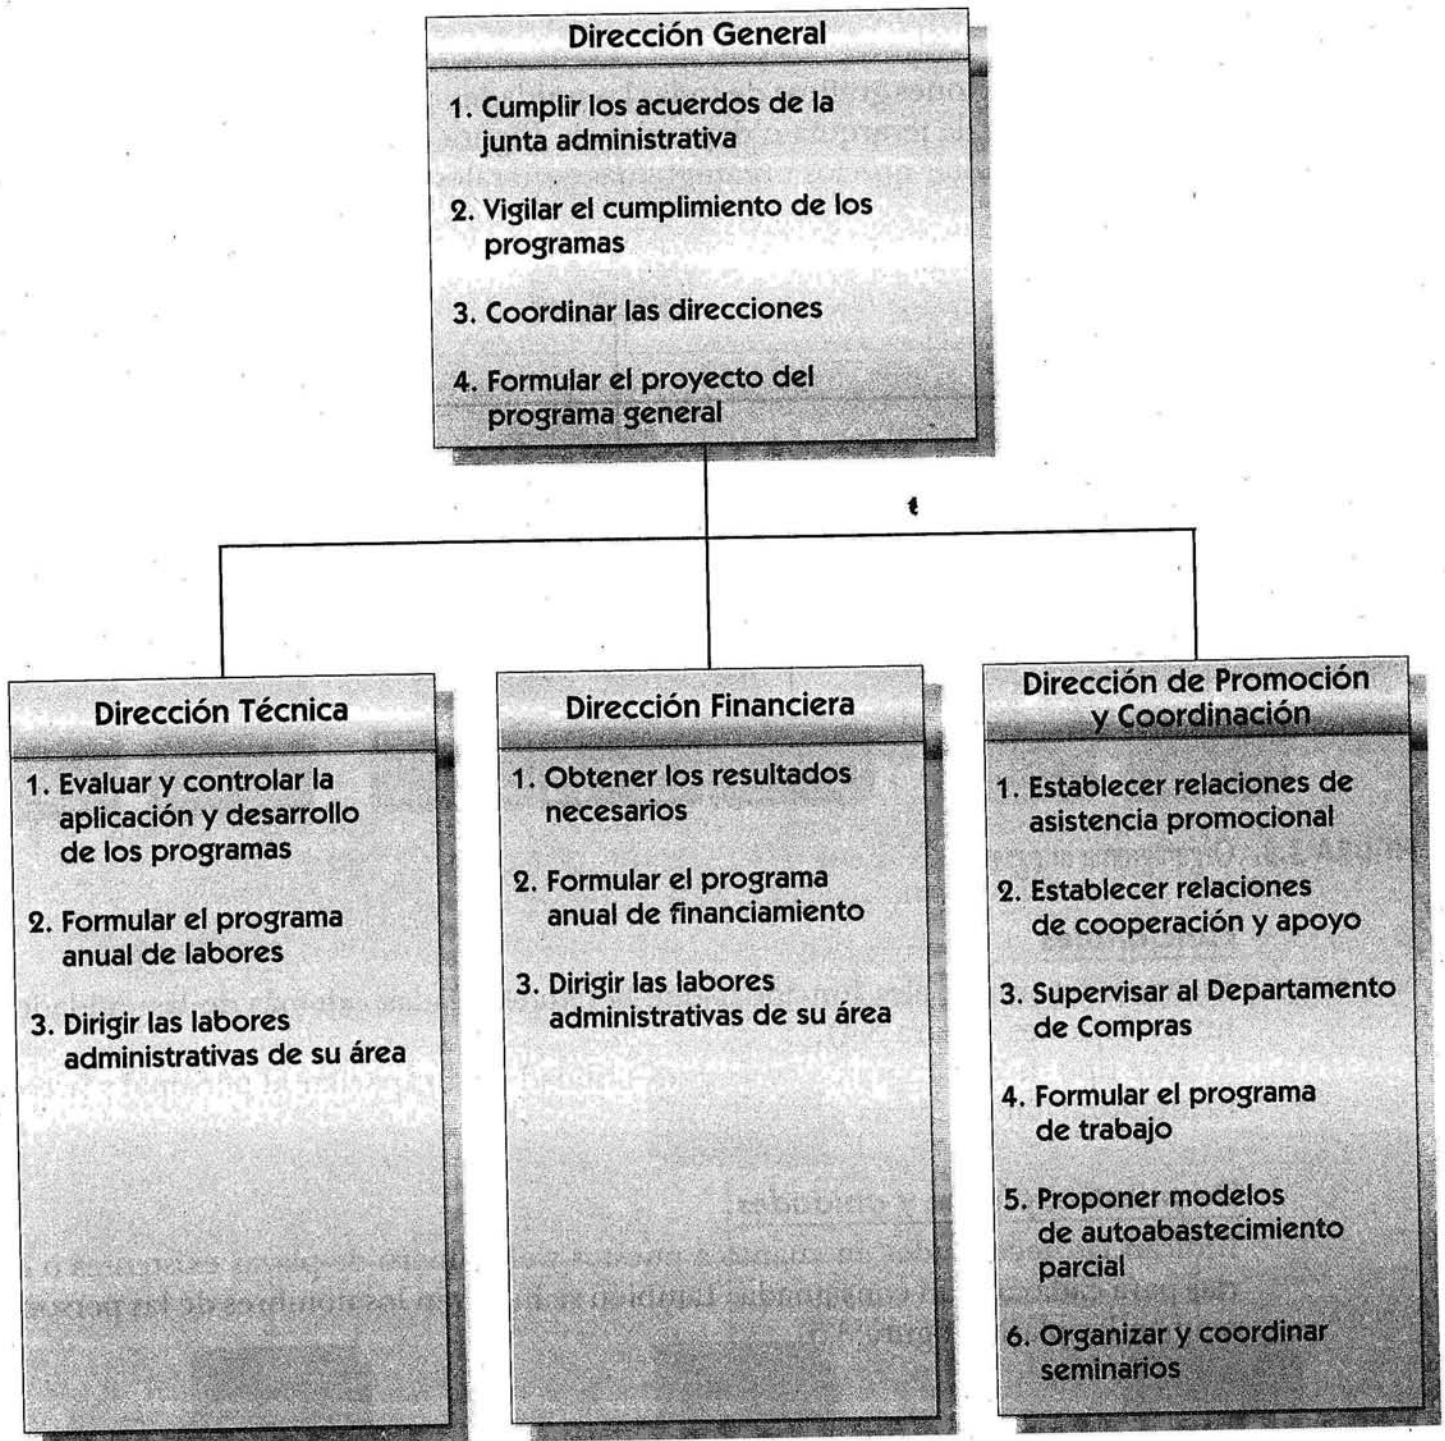 Dirección General
1. Cumplir los acuerdos de la
junta administrativa
2. Vigilar el cumplimiento de los
programas
3. Coordinar las direcciones
4. Formular el proyecto del
programa general
Dirección Técnica
1. Evaluar y controlar la
aplicación y desarrollo
de los programas
2. Formular el programa
anual de labores
3. Dirigir las labores
administrativas de su área
Dirección Financiera
1. Obtener los resultados
necesarios
2. Formular el programa
anual de financiamiento
3. Dirigir las labores
administrativas de su área
Dirección de Promoción
y Coordinación
1. Establecer relaciones de
asistencia promocional
2. Establecer relaciones
de cooperación y apoyo
3. Supervisar al Departamento
de Compras
4. Formular el programa
de trabajo
5. Proponer modelos
de autoabastecimiento
parcial
6. Organizar y coordinar
seminarios